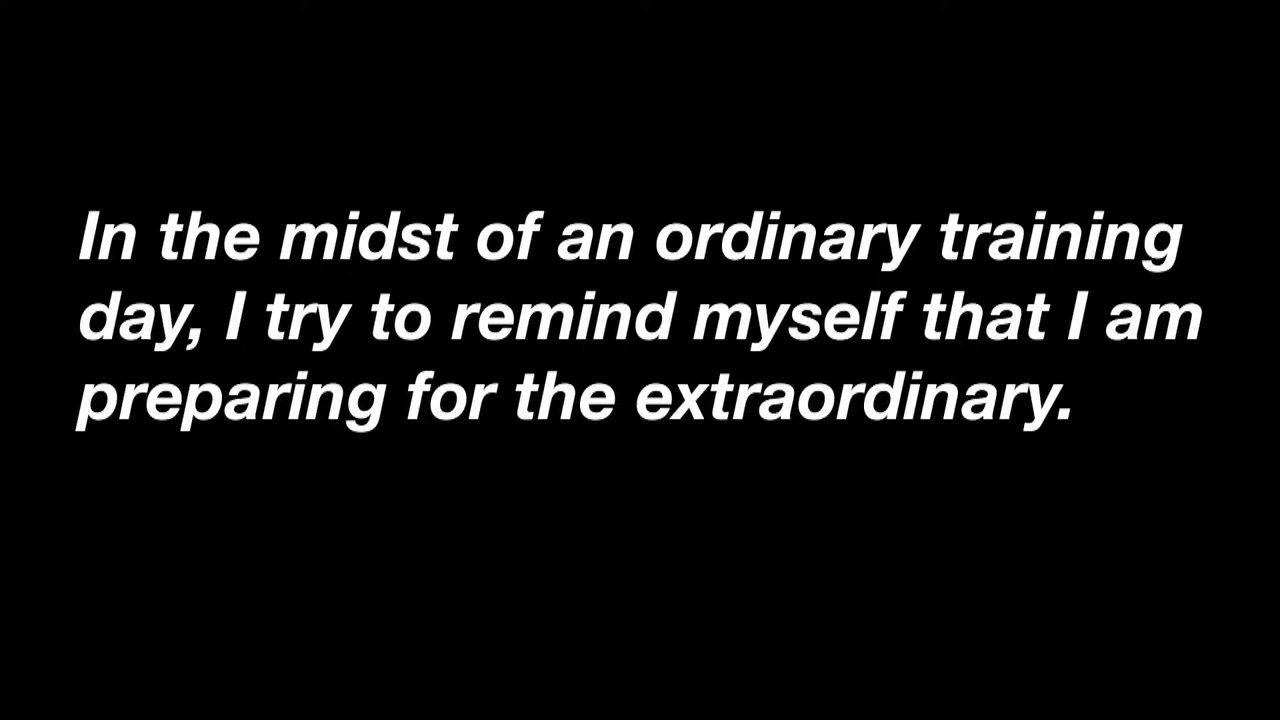 In the midst of an ordinary training
day, I try to remind myself that I am
preparing for the extraordinary.